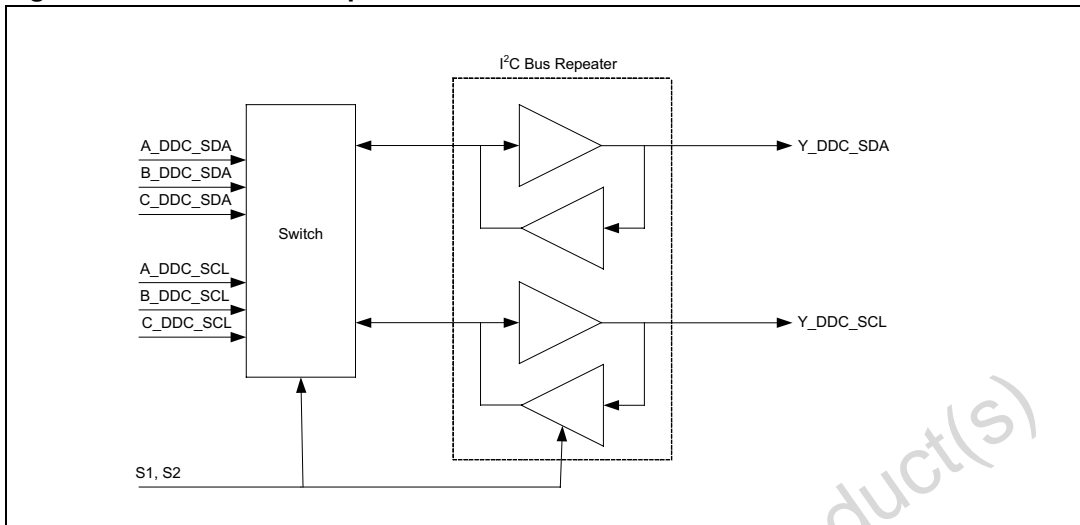 I²C Bus Repeater
A_DDC_SDA
B_DDC_SDA
C_DDC_SDA
Y_DDC_SDA
Switch
A_DDC_SCL
B_DDC_SCL
C_DDC_SCL
Y_DDC_SCL
S1, S2
duct(s)